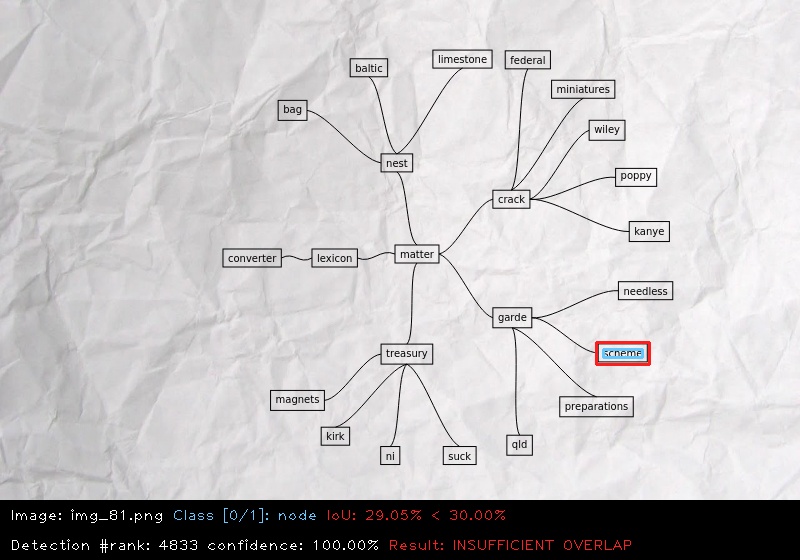 limestone
federal
baltic
miniatures
bag
wiley
nest
poppy
crack
kanye
matter
converter
lexicon
needless
garde
treasury
scheme
magnets
preparations
kirk
qld
ni
suck
Image: img_81.png Class [0/1]: node IoU: 29.05% < 30.00%
Detection #rank: 4833 confidence: 100.00% Result: INSUFFICIENT OVERLAP